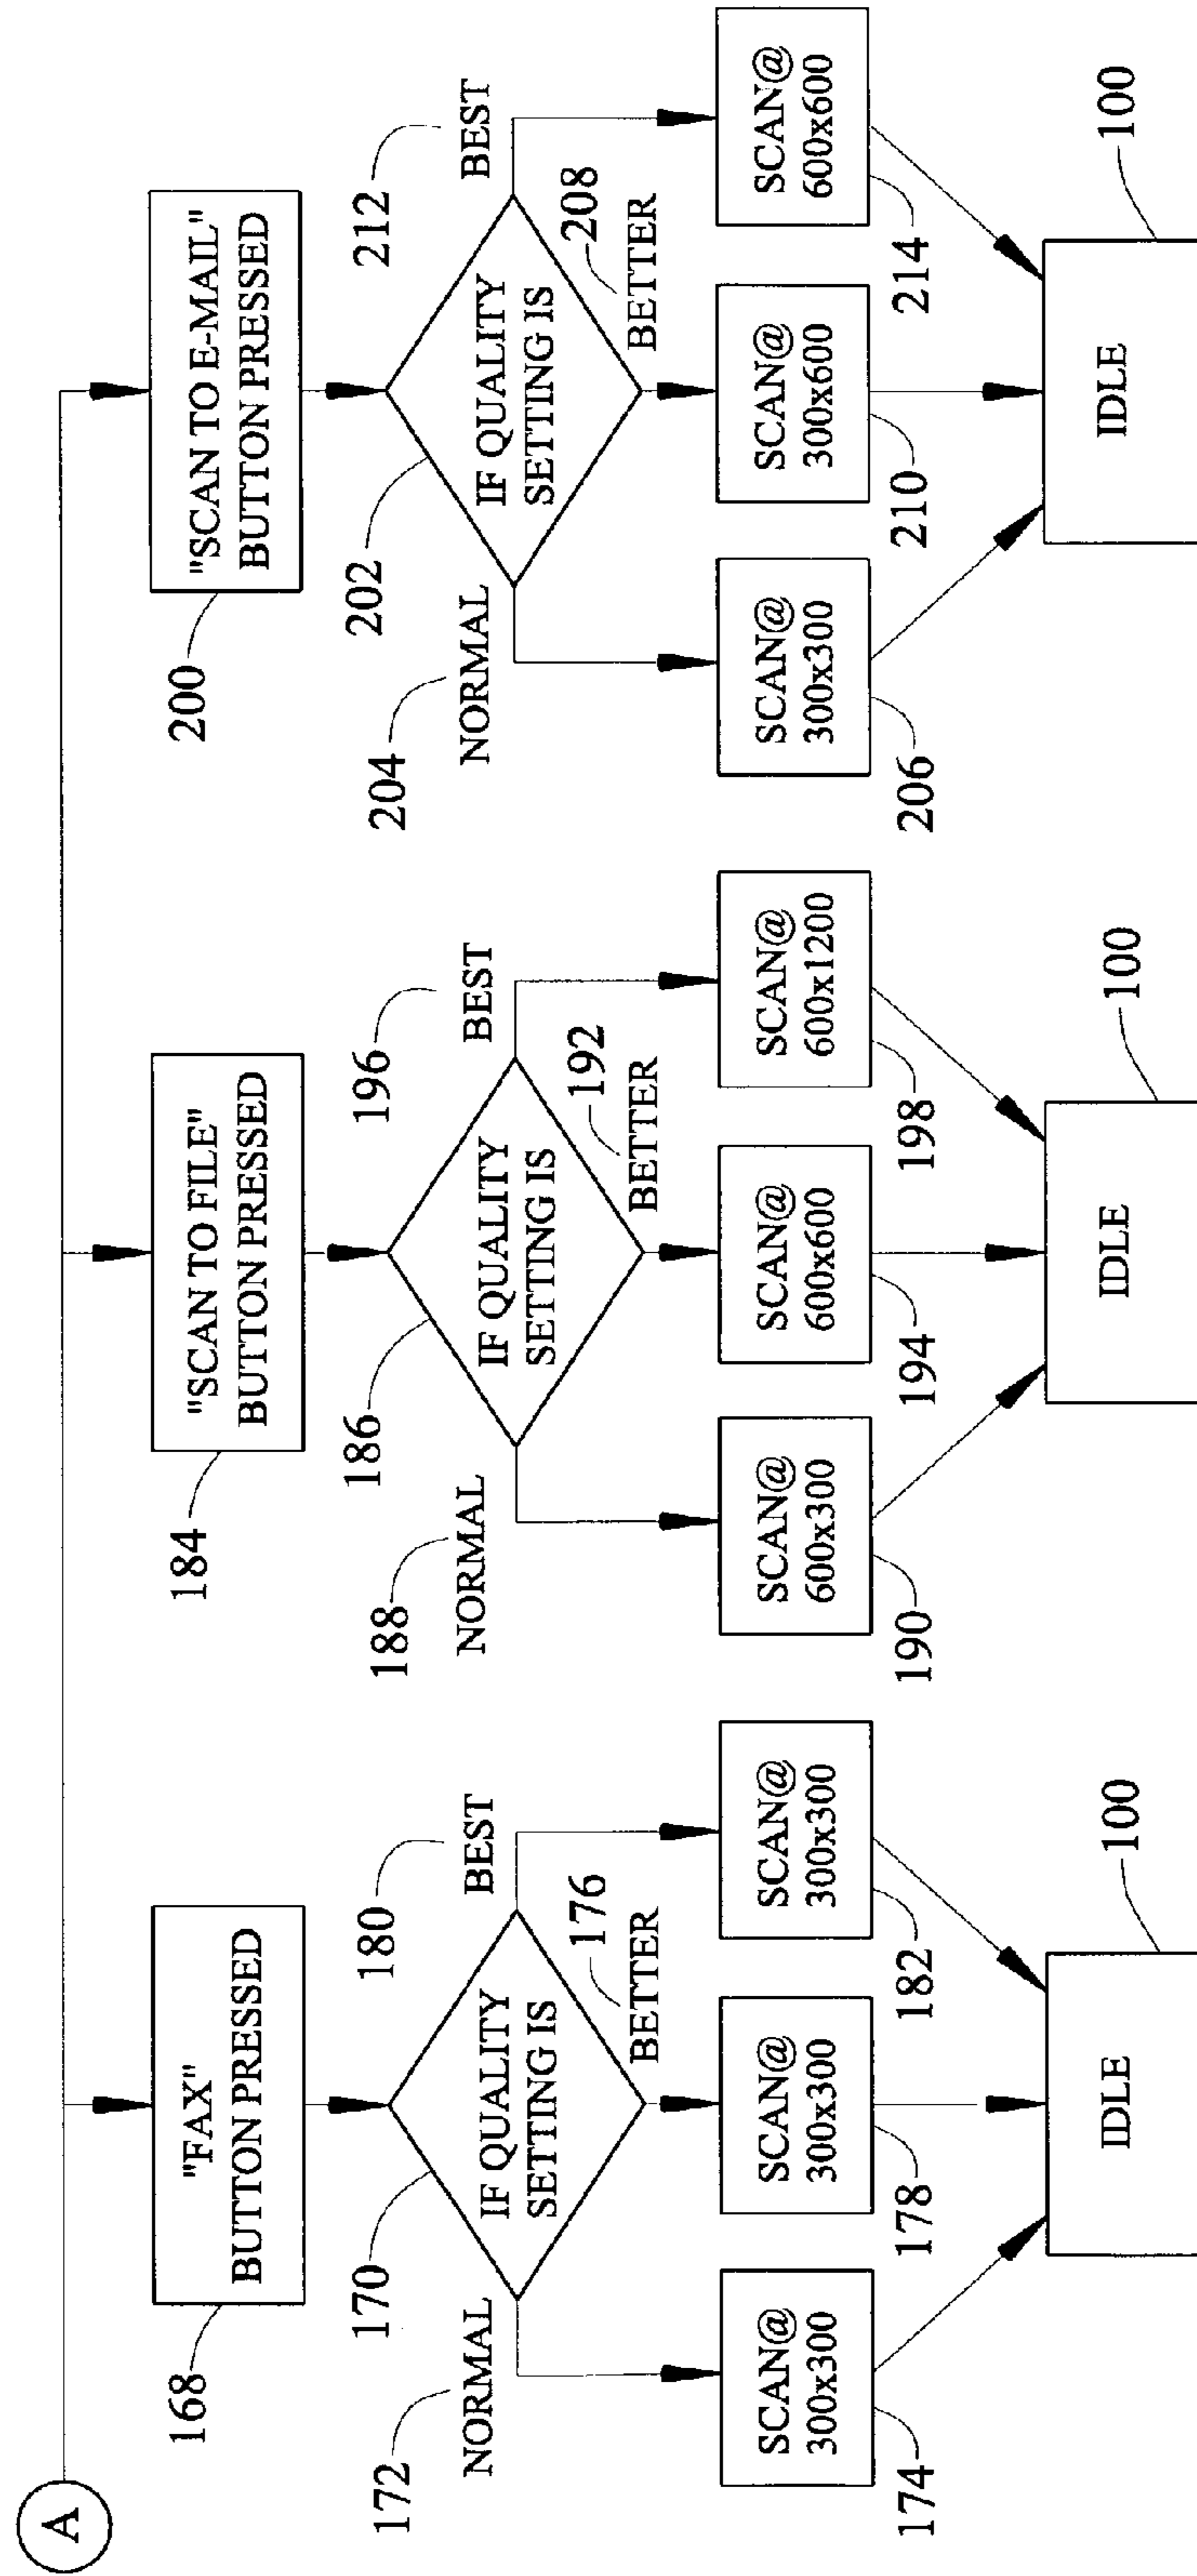 A
"FAX"
BUTTON PRESSED
168
170
IF QUALITY
SETTING IS
172
NORMAL
176
BETTER
180
BEST
SCAN@
300x300
174
SCAN@
300x300
178
SCAN@
300x300
182
IDLE
100
"SCAN TO FILE"
BUTTON PRESSED
184
186
IF QUALITY
SETTING IS
188
NORMAL
192
BETTER
196
BEST
SCAN@
600x300
190
SCAN@
600x600
194
SCAN@
600x1200
198
IDLE
100
"SCAN TO E-MAIL"
BUTTON PRESSED
200
202
IF QUALITY
SETTING IS
204
NORMAL
208
BETTER
212
BEST
SCAN@
300x300
206
SCAN@
300x600
210
SCAN@
600x600
214
IDLE
100